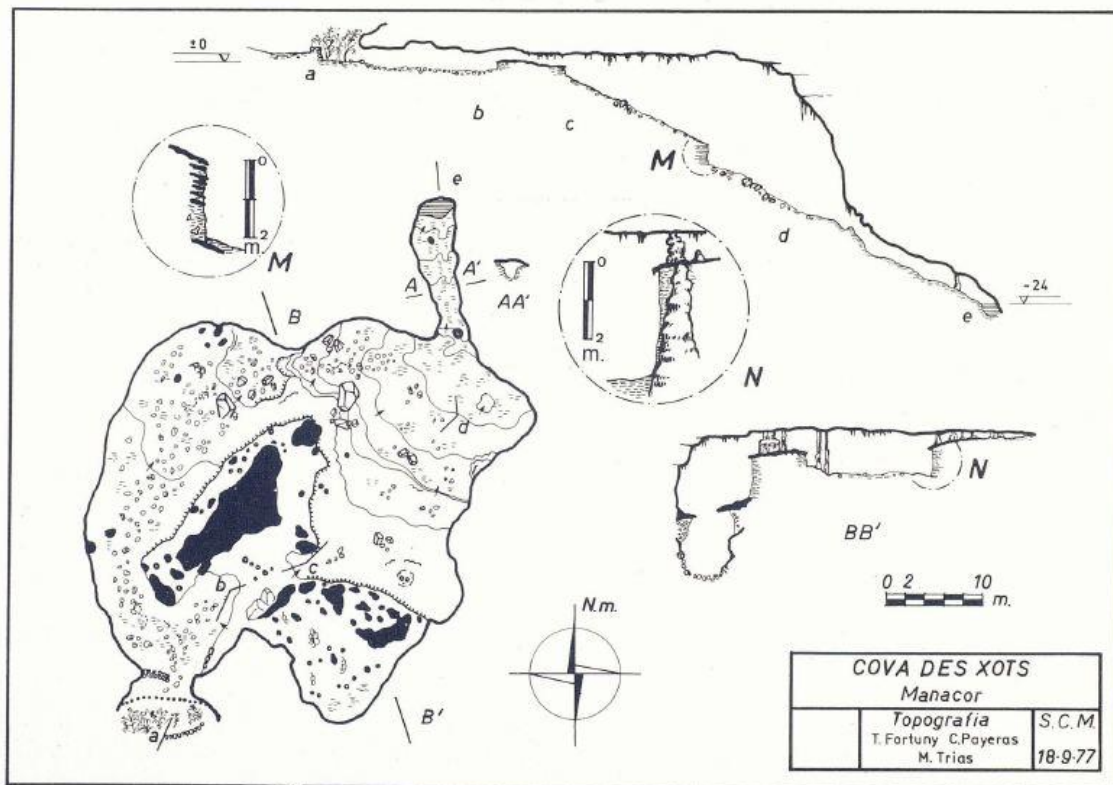 ±0
a
b
c
M
d
e
-24
0
2
m.
M
e
A
A'
AA'
0
2
m.
N
B
d
b
c
a
B'
N
BB'
0 2 10
m.
N.m.
COVA DES XOTS
Manacor
Topografia
T. Fortuny C. Payeras
M. Trias
S.C.M.
18-9-77